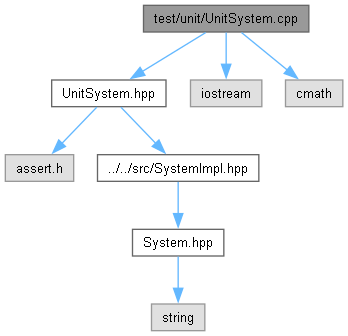 test/unit/UnitSystem.cpp
UnitSystem.hpp
iostream
cmath
assert.h
../../src/SystemImpl.hpp
System.hpp
string